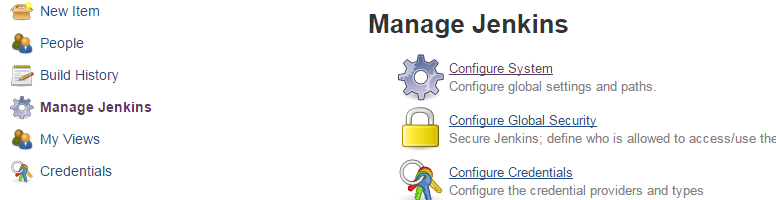 New Item
People
Build History
Manage Jenkins
My Views
Credentials
Manage Jenkins
Configure System
Configure global settings and paths.
Configure Global Security
Secure Jenkins; define who is allowed to access/use the
Configure Credentials
Configure the credential providers and types